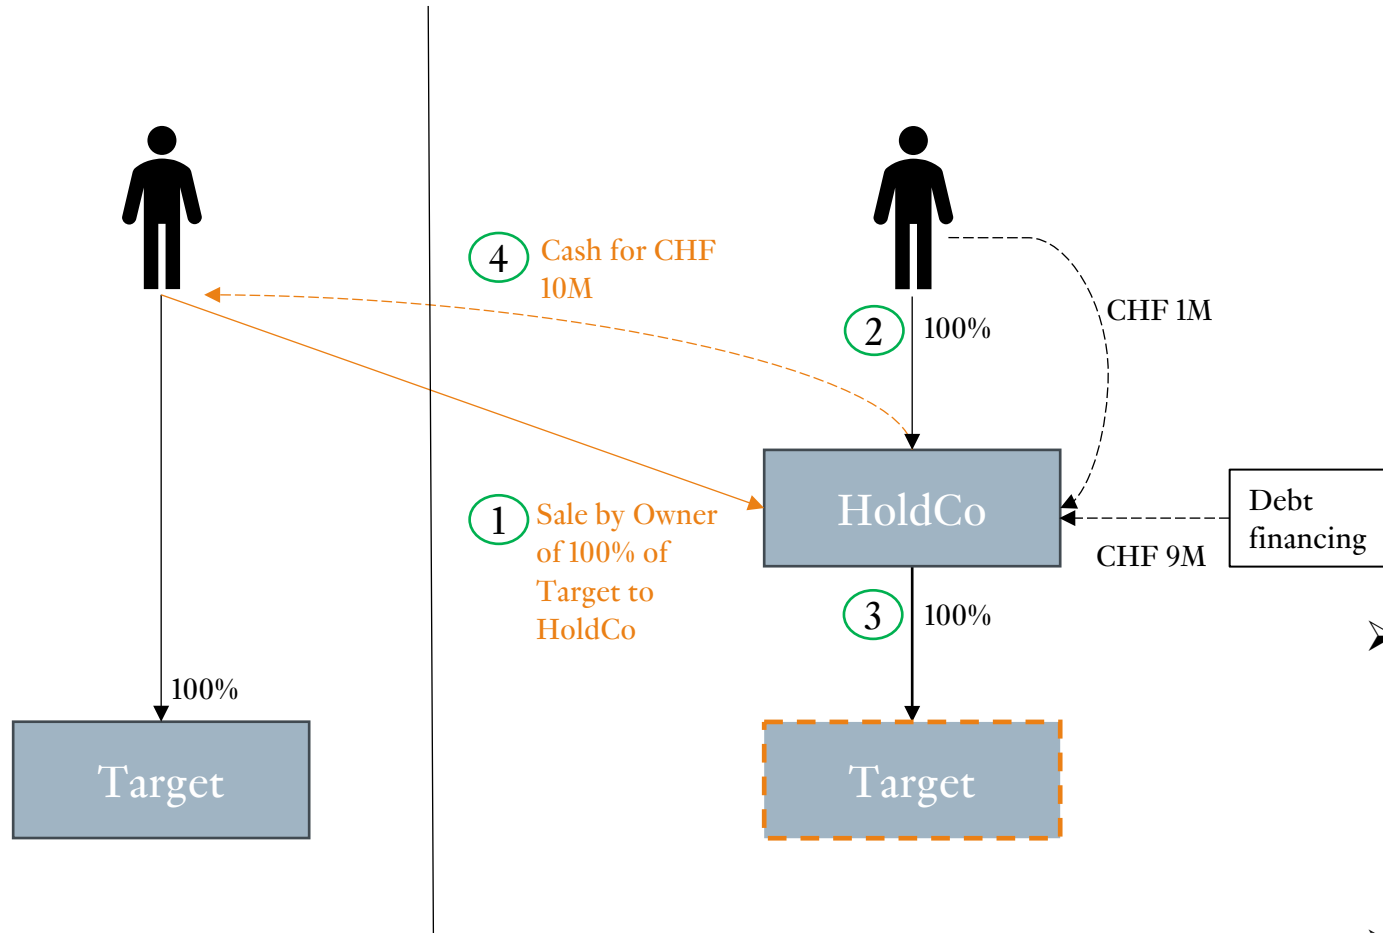 4
Cash for CHF
10M
2
100%
CHF 1M
HoldCo
Debt
financing
CHF 9M
1
Sale by Owner
of 100% of
Target to
HoldCo
3
100%
100%
Target
Target